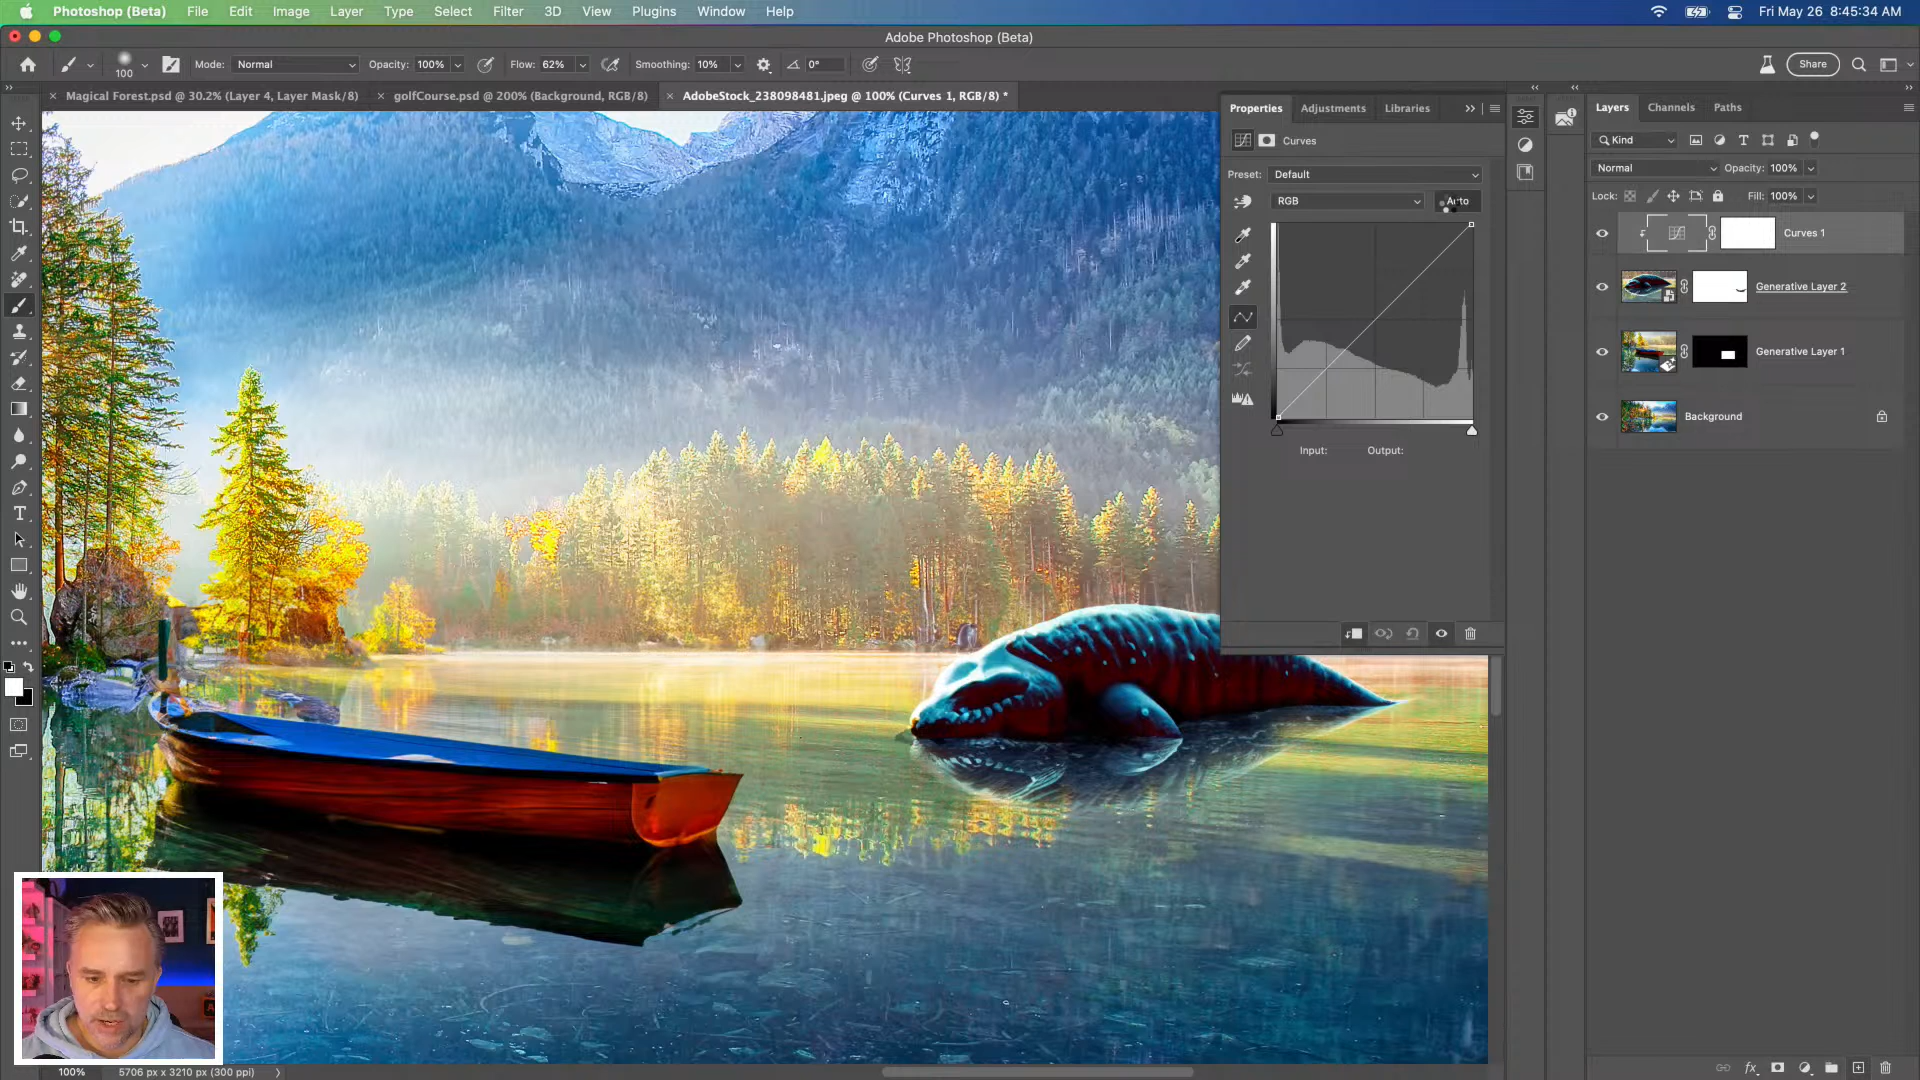 Photoshop (Beta) File Edit Image Layer Type Select Filter 3D View Plugins Window Help Fri May 26 8:45:34 AM
Adobe Photoshop (Beta)
100 Mode: Normal Opacity: 100% Flow: 62% Smoothing: 10% 0° Share
Magical Forest.psd @ 30.2% (Layer 4, Layer Mask/8) golfCourse.psd @ 200% (Background, RGB/8) AdobeStock_238098481.jpeg @ 100% (Curves 1, RGB/8) *
Properties Adjustments Libraries
Curves
Preset: Default
RGB Auto
Input: Output:
Layers Channels Paths
Kind
Normal Opacity: 100%
Lock: Fill: 100%
Curves 1
Generative Layer 2
Generative Layer 1
Background
100% 5706 px x 3210 px (300 ppi)
fx